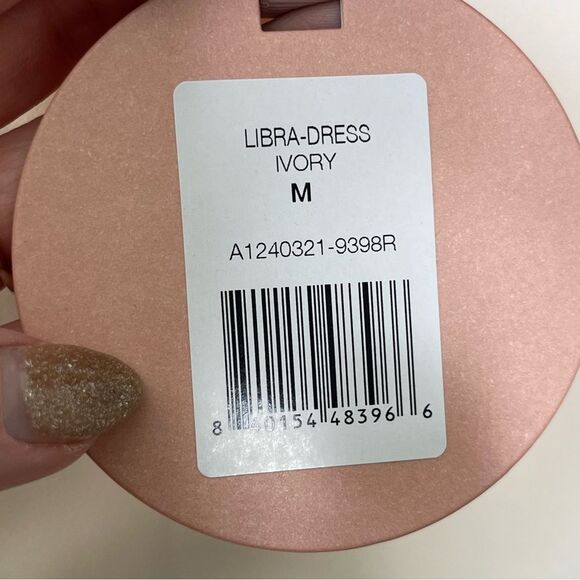 LIBRA-DRESS
IVORY
M
A1240321-9398R
8 40154 48396 6